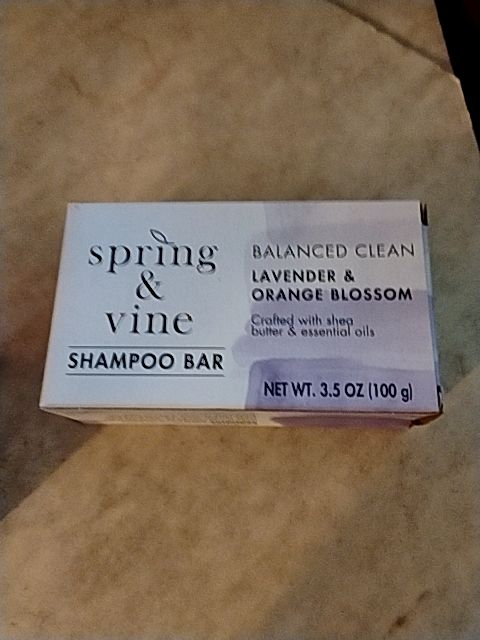 spring
&
vine
SHAMPOO BAR
BALANCED CLEAN
LAVENDER &
ORANGE BLOSSOM
Crafted with shea
butter & essential oils
NET WT. 3.5 OZ (100 g)